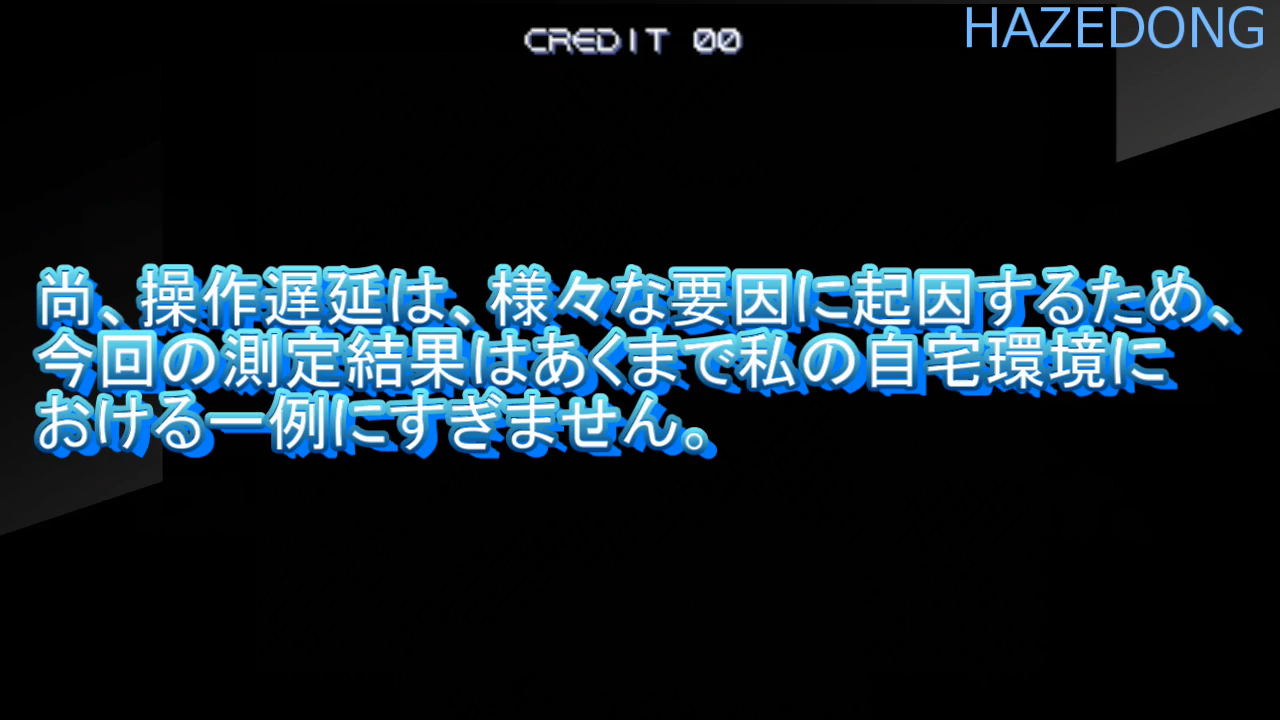 CREDIT 00
HAZEDONG
尚、操作遅延は、様々な要因に起因するため、
今回の測定結果はあくまで私の自宅環境に
おける一例にすぎません。